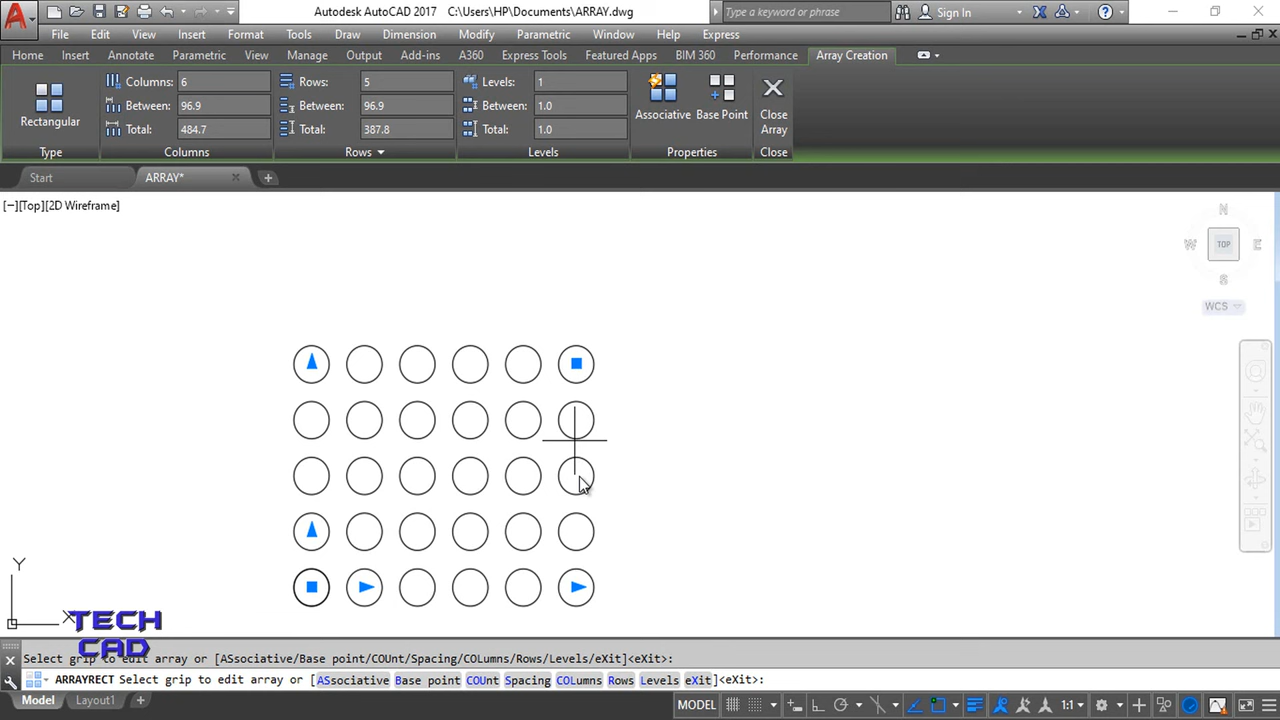 Autodesk AutoCAD 2017 C:\Users\HP\Documents\ARRAY.dwg Type a keyword or phrase Sign In
File Edit View Insert Format Tools Draw Dimension Modify Parametric Window Help Express
Home Insert Annotate Parametric View Manage Output Add-ins A360 Express Tools Featured Apps BIM 360 Performance Array Creation
Columns: 6 Rows: 5 Levels: 1
Between: 96.9 Between: 96.9 Between: 1.0
Total: 484.7 Total: 387.8 Total: 1.0
Rectangular Associative Base Point Close Array
Type Columns Rows Levels Properties Close
Start ARRAY* +
[−][Top][2D Wireframe]
N
W TOP E
S
WCS
Y
X
TECH
CAD
Select grip to edit array or [ASsociative/Base point/COUnt/Spacing/COLumns/Rows/Levels/eXit]<eXit>:
ARRAYRECT Select grip to edit array or [ASsociative Base point COUnt Spacing COLumns Rows Levels eXit]<eXit>:
Model Layout1 + MODEL 1:1